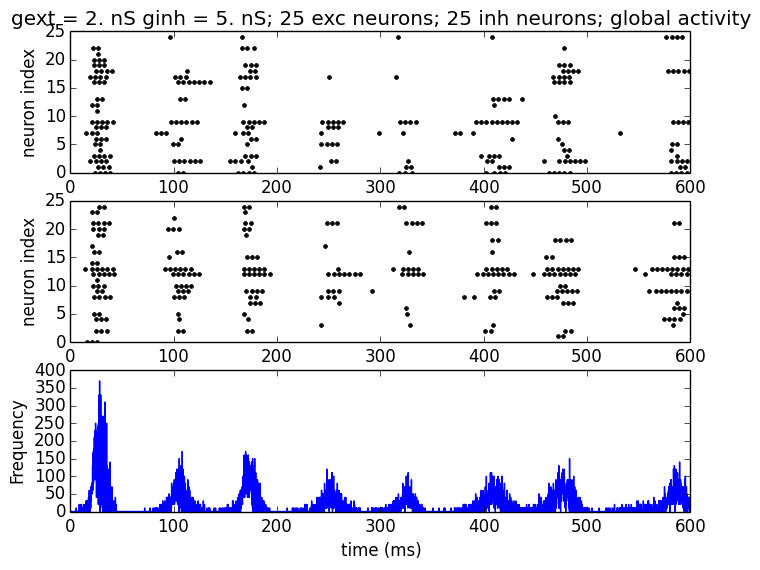 gext = 2. nS ginh = 5. nS; 25 exc neurons; 25 inh neurons; global activity
25
20
15
10
5
0
neuron index
0 100 200 300 400 500 600
25
20
15
10
5
0
neuron index
0 100 200 300 400 500 600
400
350
300
250
200
150
100
50
0
Frequency
0 100 200 300 400 500 600
time (ms)